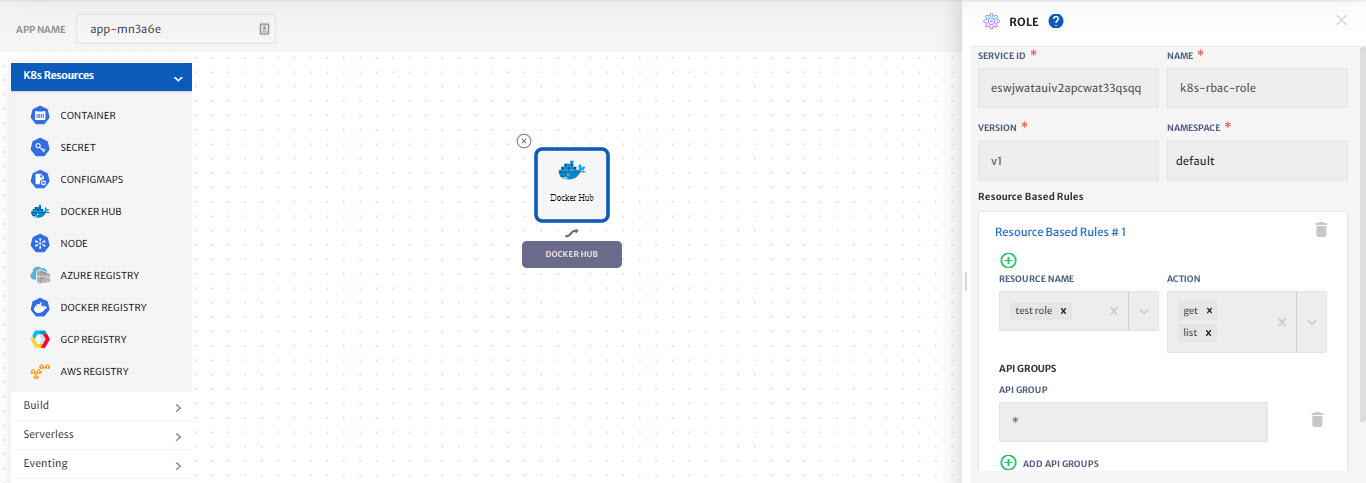 APP NAME
app-mn3a6e
K8s Resources
CONTAINER
SECRET
CONFIGMAPS
DOCKER HUB
NODE
AZURE REGISTRY
DOCKER REGISTRY
GCP REGISTRY
AWS REGISTRY
Build
Serverless
Eventing
Docker Hub
DOCKER HUB
ROLE ?
SERVICE ID * NAME *
eswjwatauiv2apcwat33qsqq k8s-rbac-role
VERSION * NAMESPACE *
v1 default
Resource Based Rules
Resource Based Rules # 1
RESOURCE NAME ACTION
test role x
get x
list x
API GROUPS
API GROUP
*
ADD API GROUPS